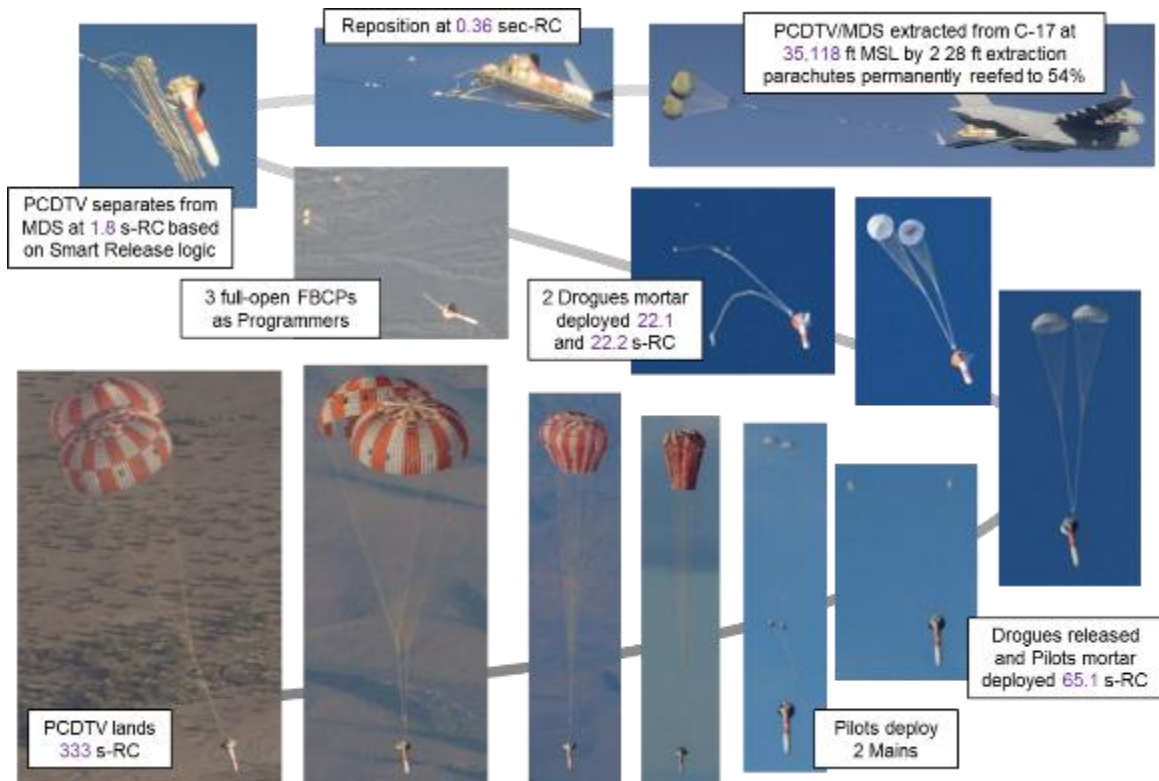 PCDTV/MDS extracted from C-17 at
35,118 ft MSL by 2 28 ft extraction
parachutes permanently reefed to 54%
Reposition at 0.36 sec-RC
PCDTV separates from
MDS at 1.8 s-RC based
on Smart Release logic
3 full-open FBCPs
as Programmers
2 Drogues mortar
deployed 22.1
and 22.2 s-RC
Drogues released
and Pilots mortar
deployed 65.1 s-RC
Pilots deploy
2 Mains
PCDTV lands
333 s-RC